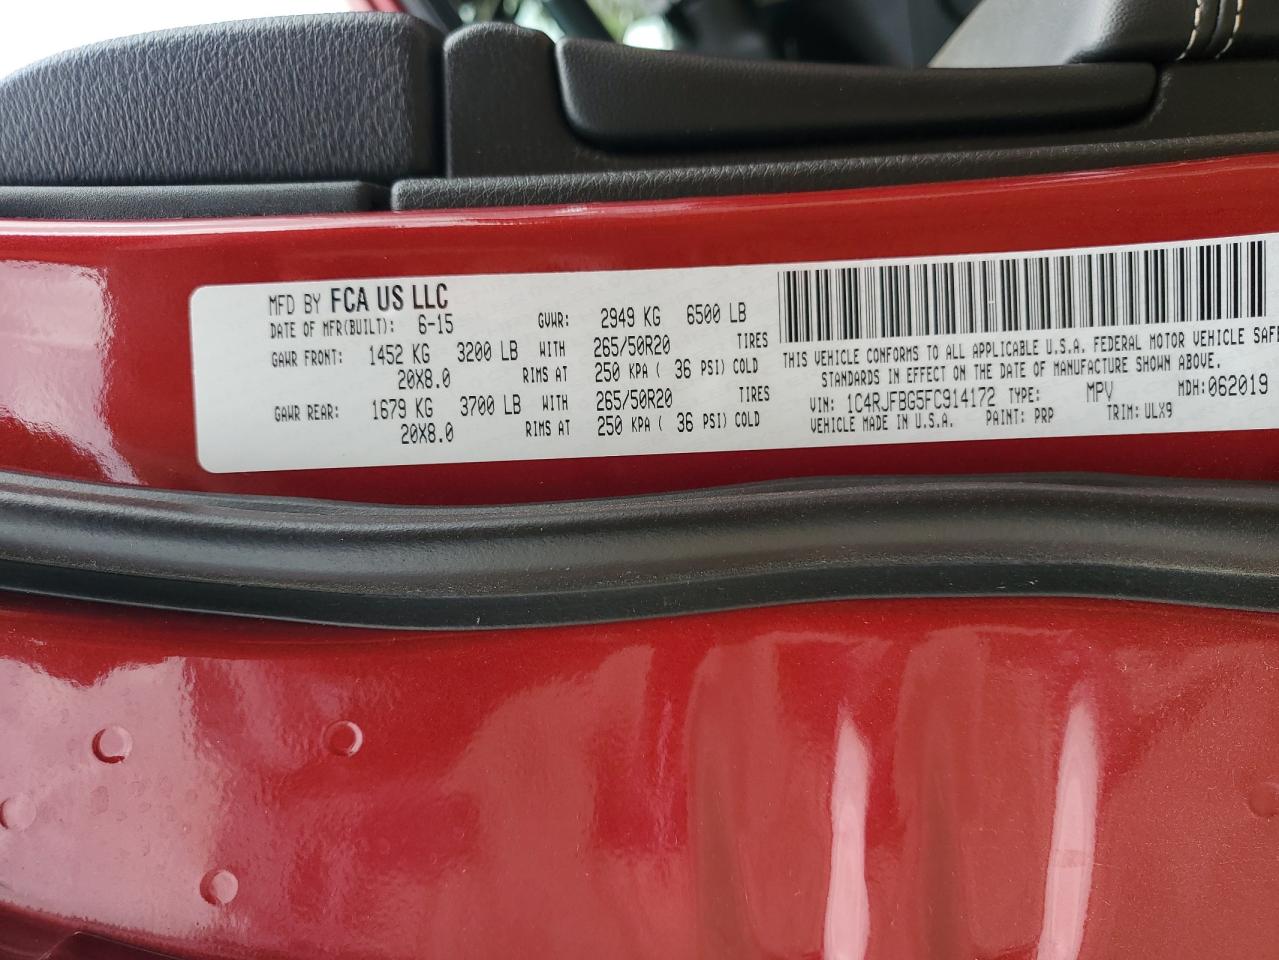 MFD BY FCA US LLC
DATE OF MFR(BUILT): 6-15 GVWR: 2949 KG 6500 LB
GAWR FRONT: 1452 KG 3200 LB WITH 265/50R20 TIRES
20X8.0 RIMS AT 250 KPA ( 36 PSI) COLD
GAWR REAR: 1679 KG 3700 LB WITH 265/50R20 TIRES
20X8.0 RIMS AT 250 KPA ( 36 PSI) COLD
THIS VEHICLE CONFORMS TO ALL APPLICABLE U.S.A. FEDERAL MOTOR VEHICLE SAFE
STANDARDS IN EFFECT ON THE DATE OF MANUFACTURE SHOWN ABOVE.
VIN: 1C4RJFBG5FC914172 TYPE: MPV MDH:062019
VEHICLE MADE IN U.S.A. PAINT: PRP TRIM: ULX9